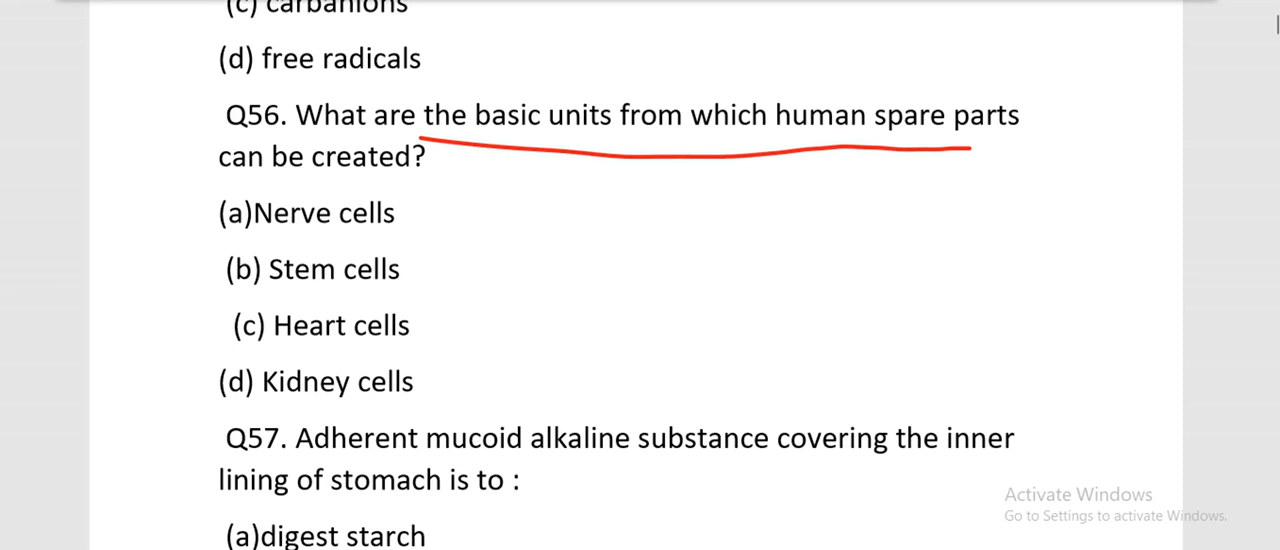 (c) carbanions
(d) free radicals
Q56. What are the basic units from which human spare parts
can be created?
(a)Nerve cells
(b) Stem cells
(c) Heart cells
(d) Kidney cells
Q57. Adherent mucoid alkaline substance covering the inner
lining of stomach is to :
(a)digest starch
Activate Windows
Go to Settings to activate Windows.